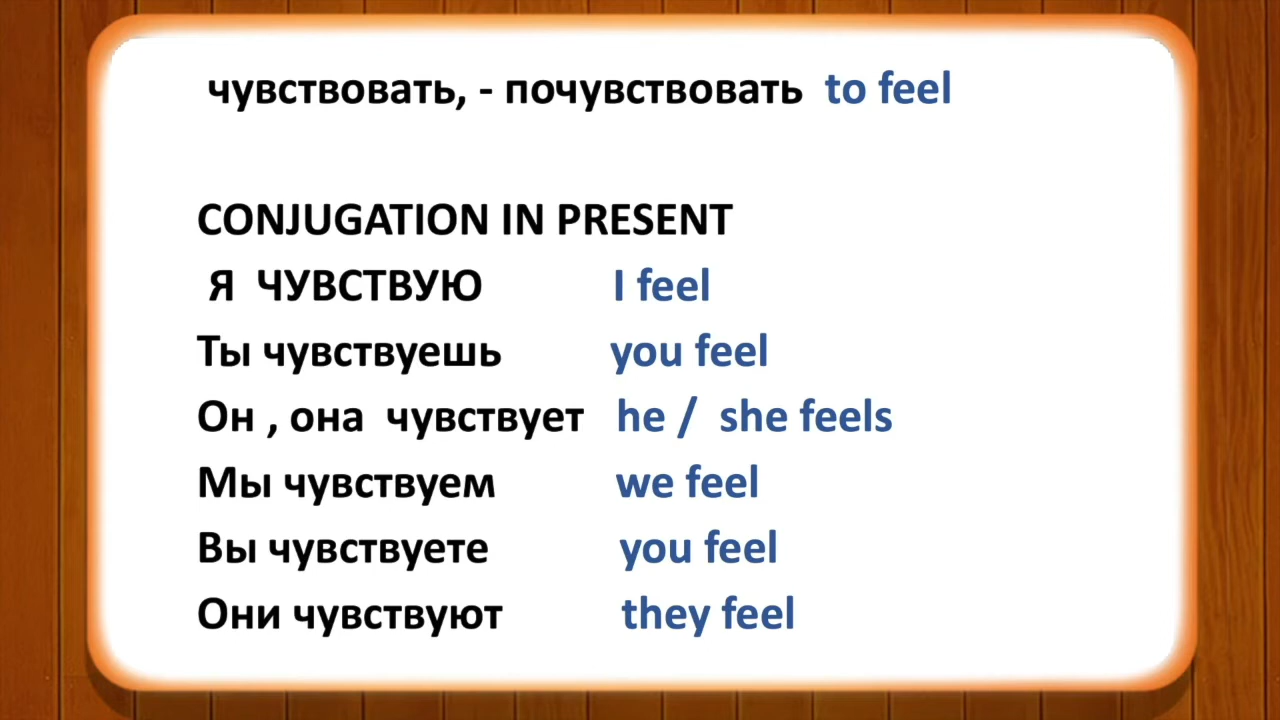 чувствовать, - почувствовать to feel
CONJUGATION IN PRESENT
Я ЧУВСТВУЮ I feel
Ты чувствуешь you feel
Он , она чувствует he / she feels
Мы чувствуем we feel
Вы чувствуете you feel
Они чувствуют they feel